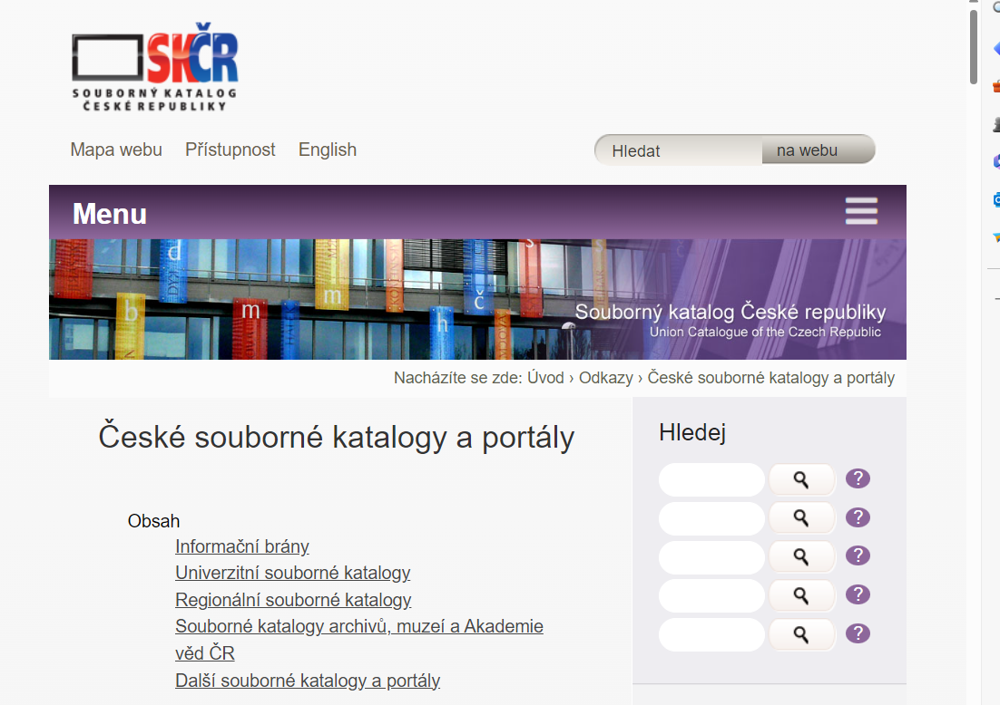 SKČR
SOUBORNÝ KATALOG
ČESKÉ REPUBLIKY
Mapa webu Přístupnost English
Hledat na webu
Menu
d
b
m
m
h
č
s
Souborný katalog České republiky
Union Catalogue of the Czech Republic
Nacházíte se zde: Úvod › Odkazy › České souborné katalogy a portály
České souborné katalogy a portály
Hledej
?
?
?
?
?
Obsah
Informační brány
Univerzitní souborné katalogy
Regionální souborné katalogy
Souborné katalogy archivů, muzeí a Akademie
věd ČR
Další souborné katalogy a portály